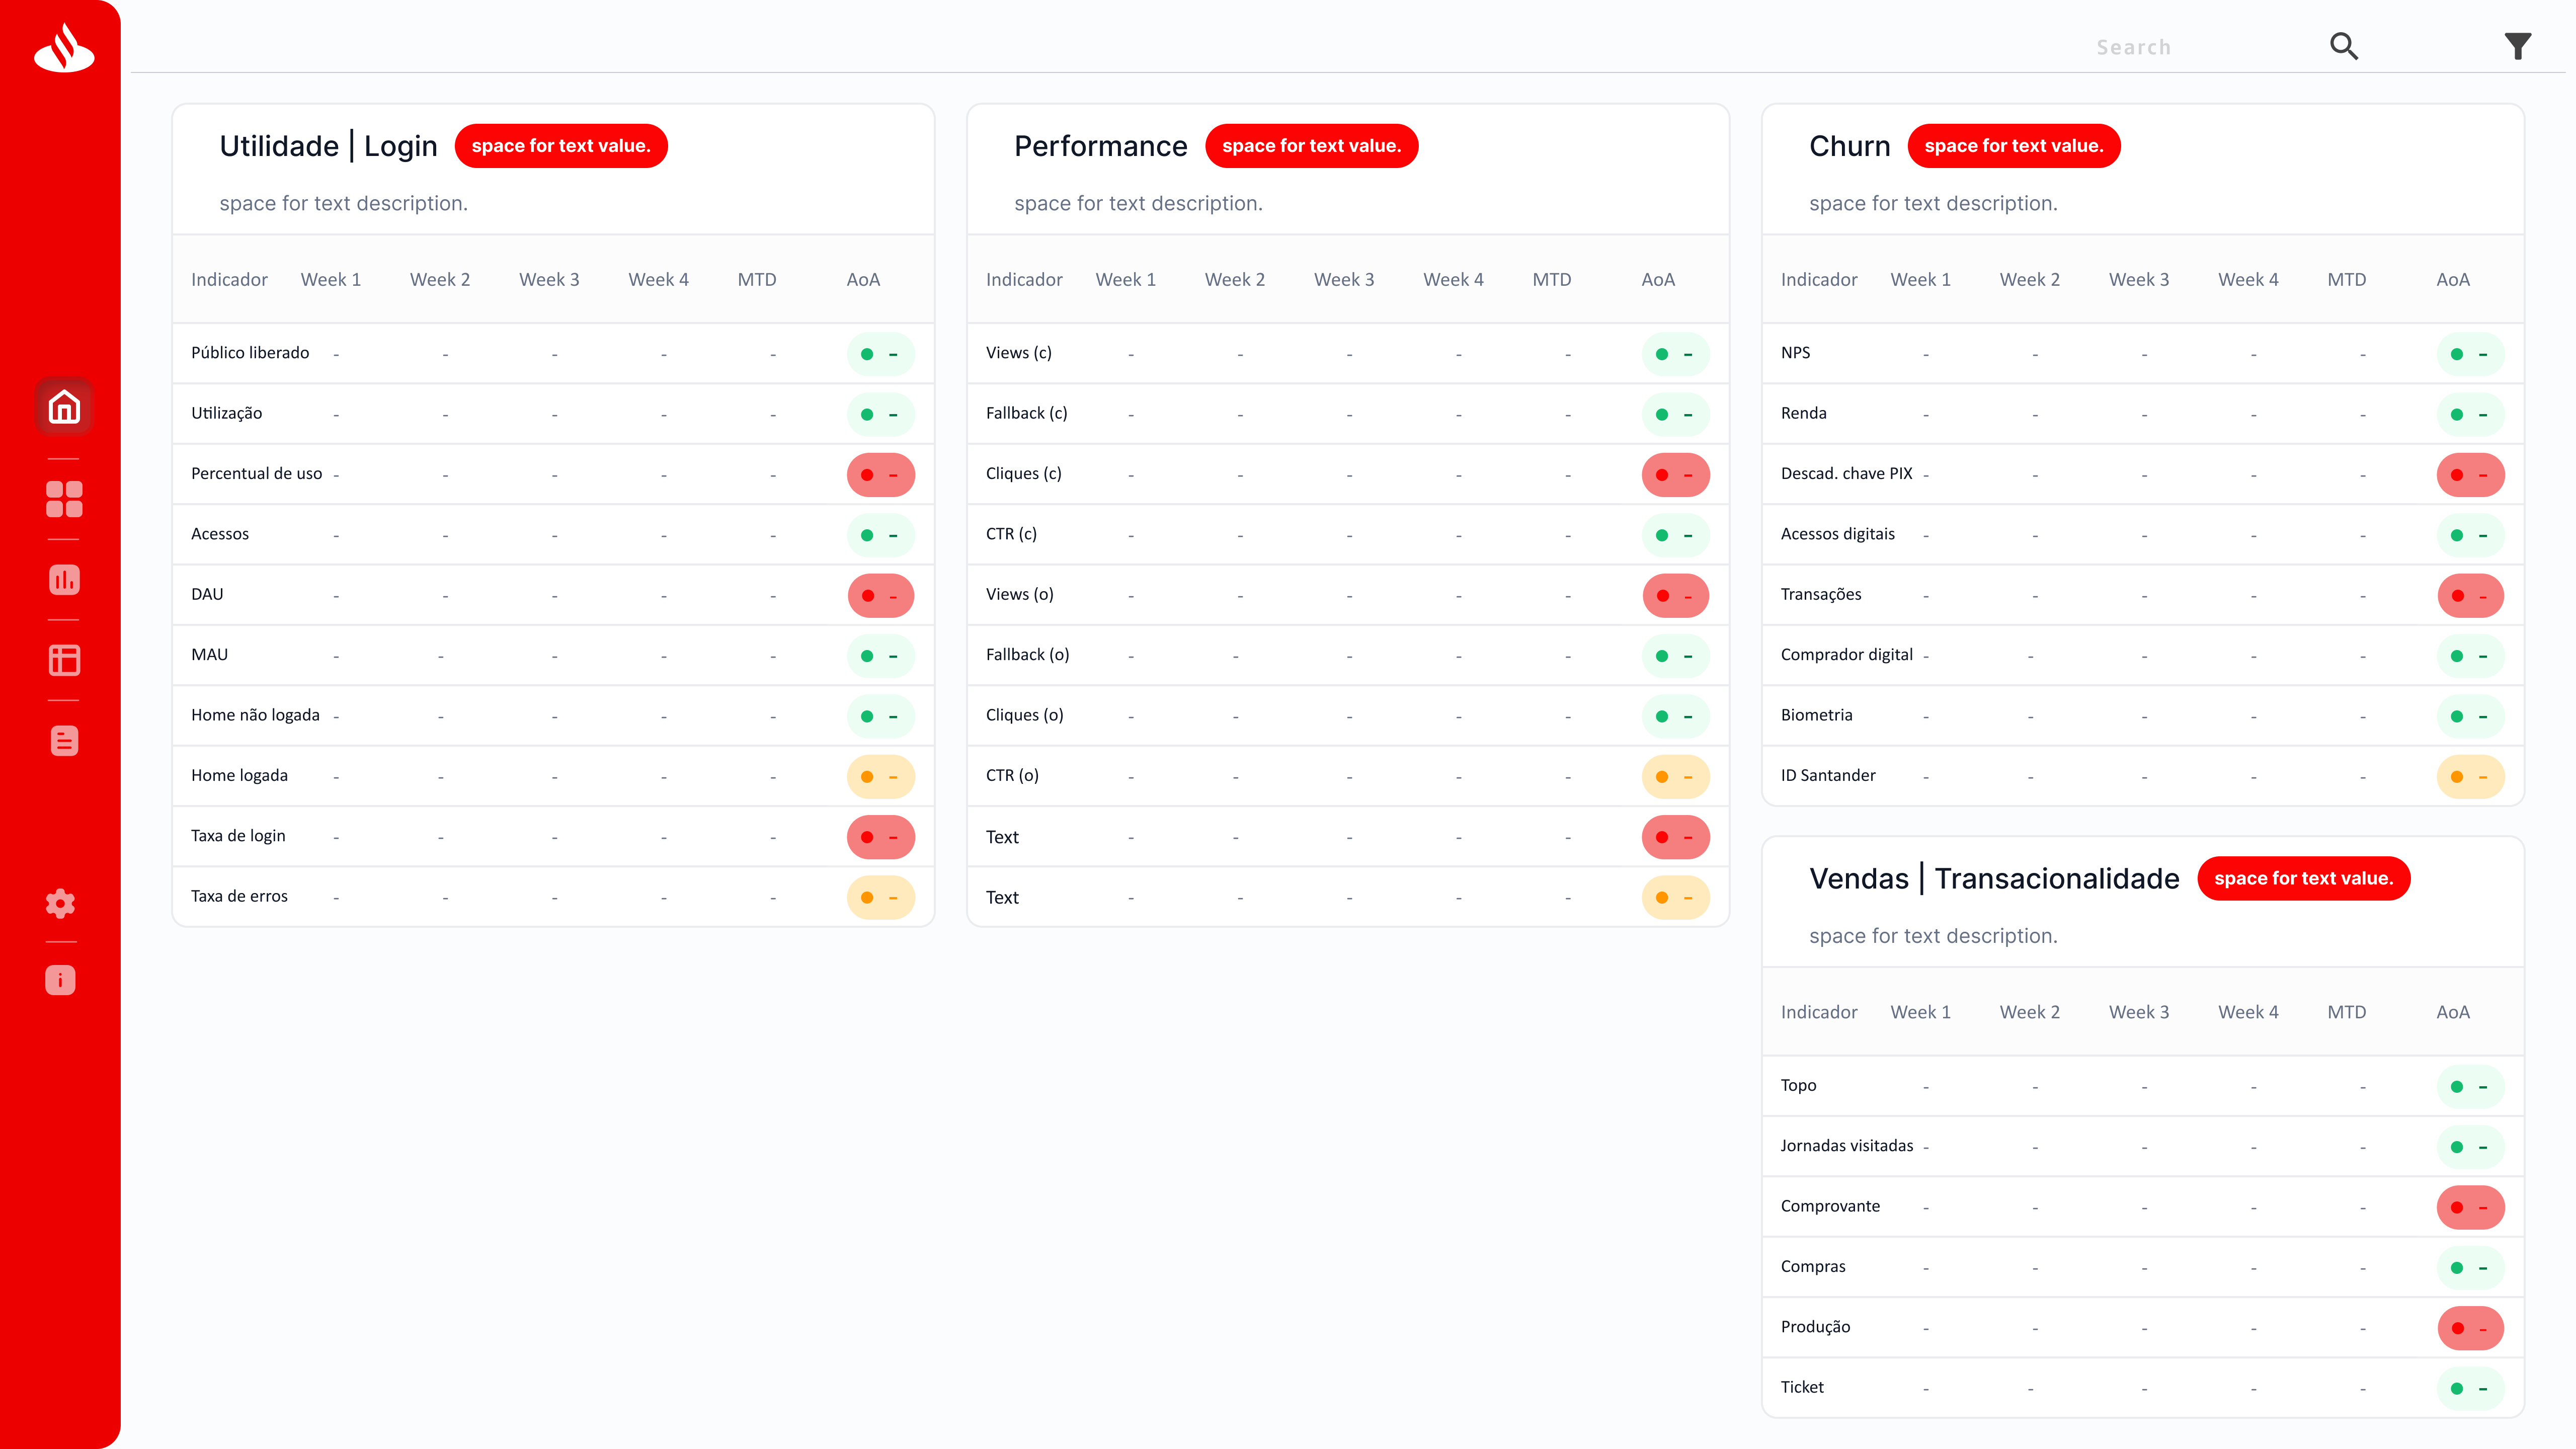 Search
Utilidade | Login space for text value.
space for text description.
Indicador Week 1 Week 2 Week 3 Week 4 MTD AoA
Público liberado - - - - - -
Utilização - - - - - -
Percentual de uso - - - - - -
Acessos - - - - - -
DAU - - - - - -
MAU - - - - - -
Home não logada - - - - - -
Home logada - - - - - -
Taxa de login - - - - - -
Taxa de erros - - - - - -
Performance space for text value.
space for text description.
Indicador Week 1 Week 2 Week 3 Week 4 MTD AoA
Views (c) - - - - - -
Fallback (c) - - - - - -
Cliques (c) - - - - - -
CTR (c) - - - - - -
Views (o) - - - - - -
Fallback (o) - - - - - -
Cliques (o) - - - - - -
CTR (o) - - - - - -
Text - - - - - -
Text - - - - - -
Churn space for text value.
space for text description.
Indicador Week 1 Week 2 Week 3 Week 4 MTD AoA
NPS - - - - - -
Renda - - - - - -
Descad. chave PIX - - - - - -
Acessos digitais - - - - - -
Transações - - - - - -
Comprador digital - - - - - -
Biometria - - - - - -
ID Santander - - - - - -
Vendas | Transacionalidade space for text value.
space for text description.
Indicador Week 1 Week 2 Week 3 Week 4 MTD AoA
Topo - - - - - -
Jornadas visitadas - - - - - -
Comprovante - - - - - -
Compras - - - - - -
Produção - - - - - -
Ticket - - - - - -